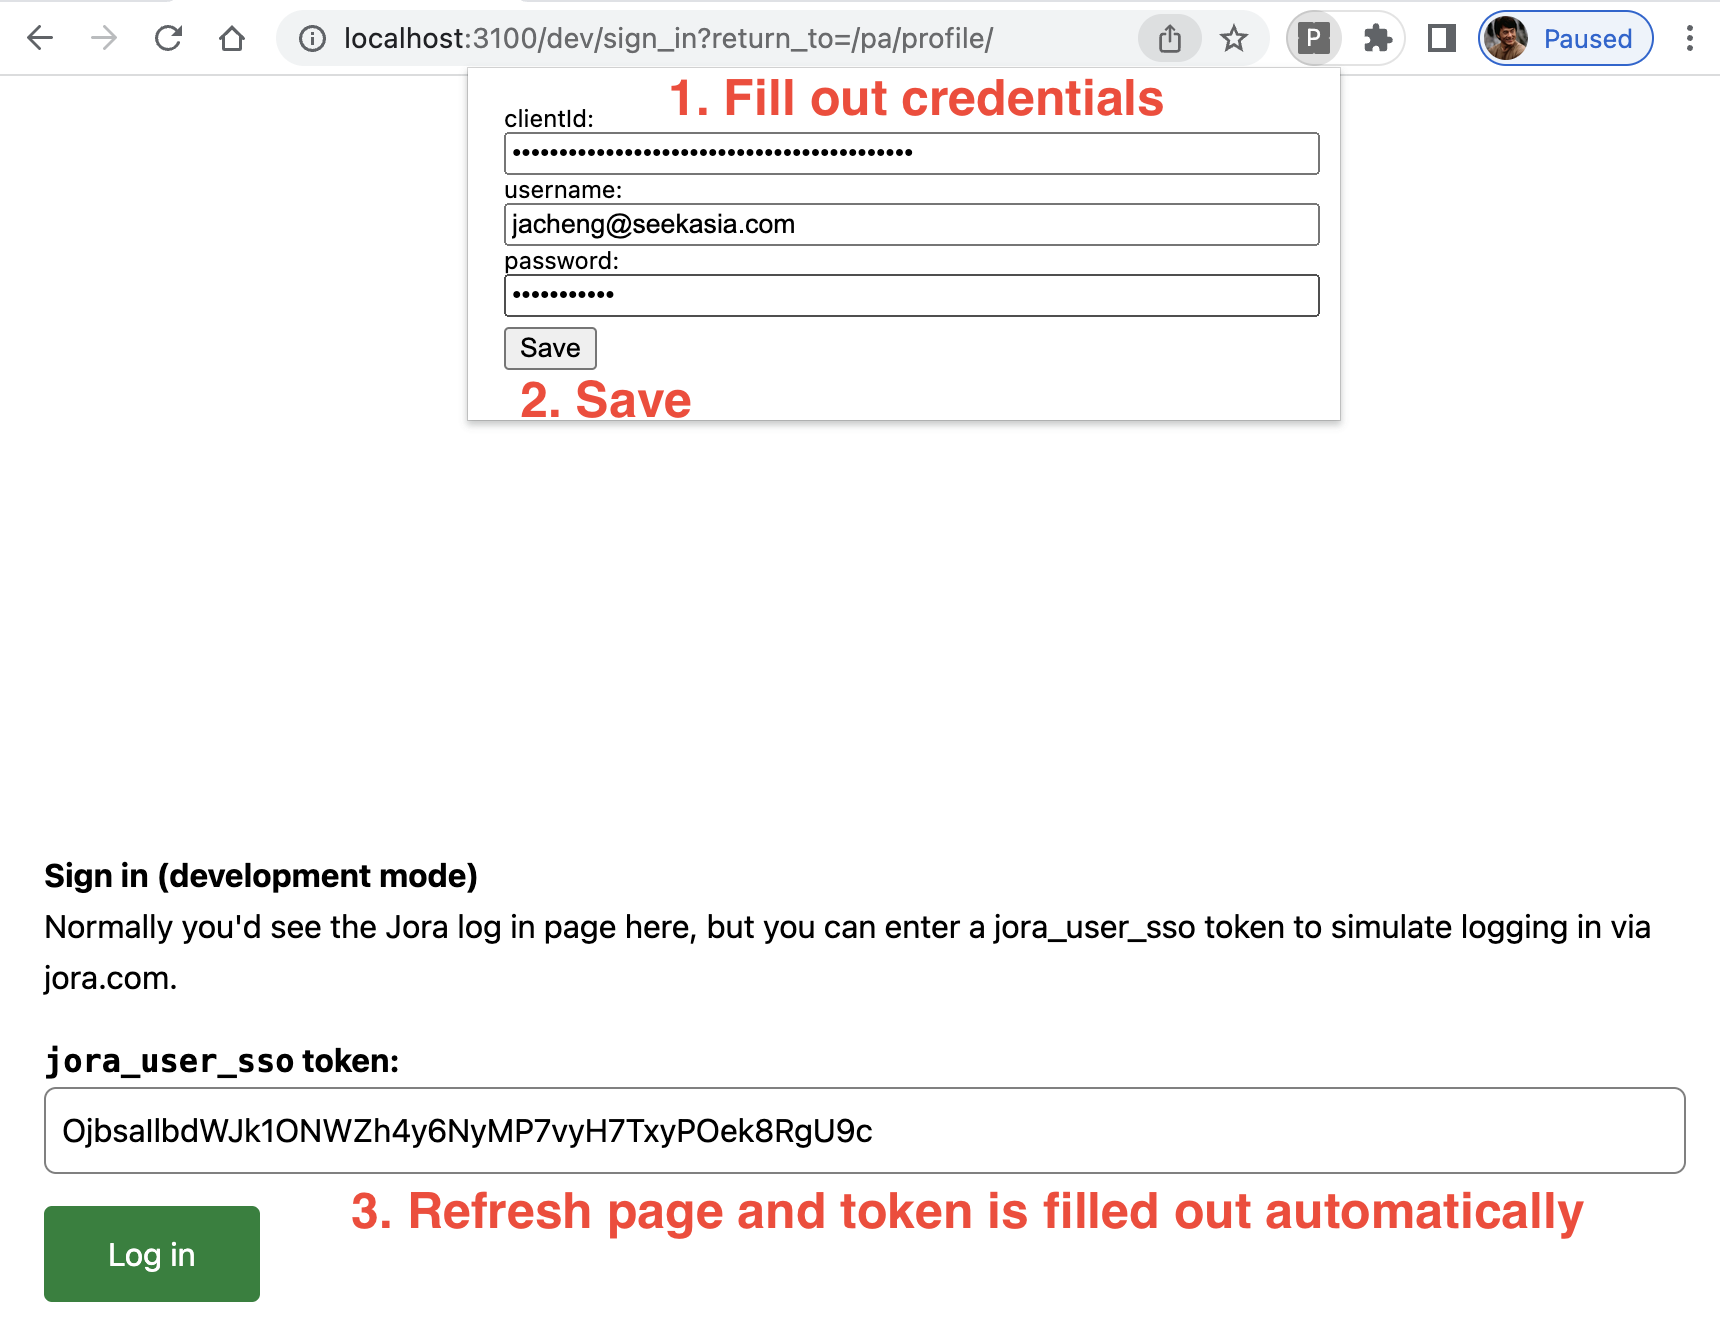 localhost:3100/dev/sign_in?return_to=/pa/profile/
P
Paused
1. Fill out credentials
clientId:
•••••••••••••••••••••••••••••••••••••••••••
username:
jacheng@seekasia.com
password:
•••••••••••
Save
2. Save
Sign in (development mode)
Normally you'd see the Jora log in page here, but you can enter a jora_user_sso token to simulate logging in via
jora.com.
jora_user_sso token:
OjbsaIlbdWJk1ONWZh4y6NyMP7vyH7TxyPOek8RgU9c
3. Refresh page and token is filled out automatically
Log in